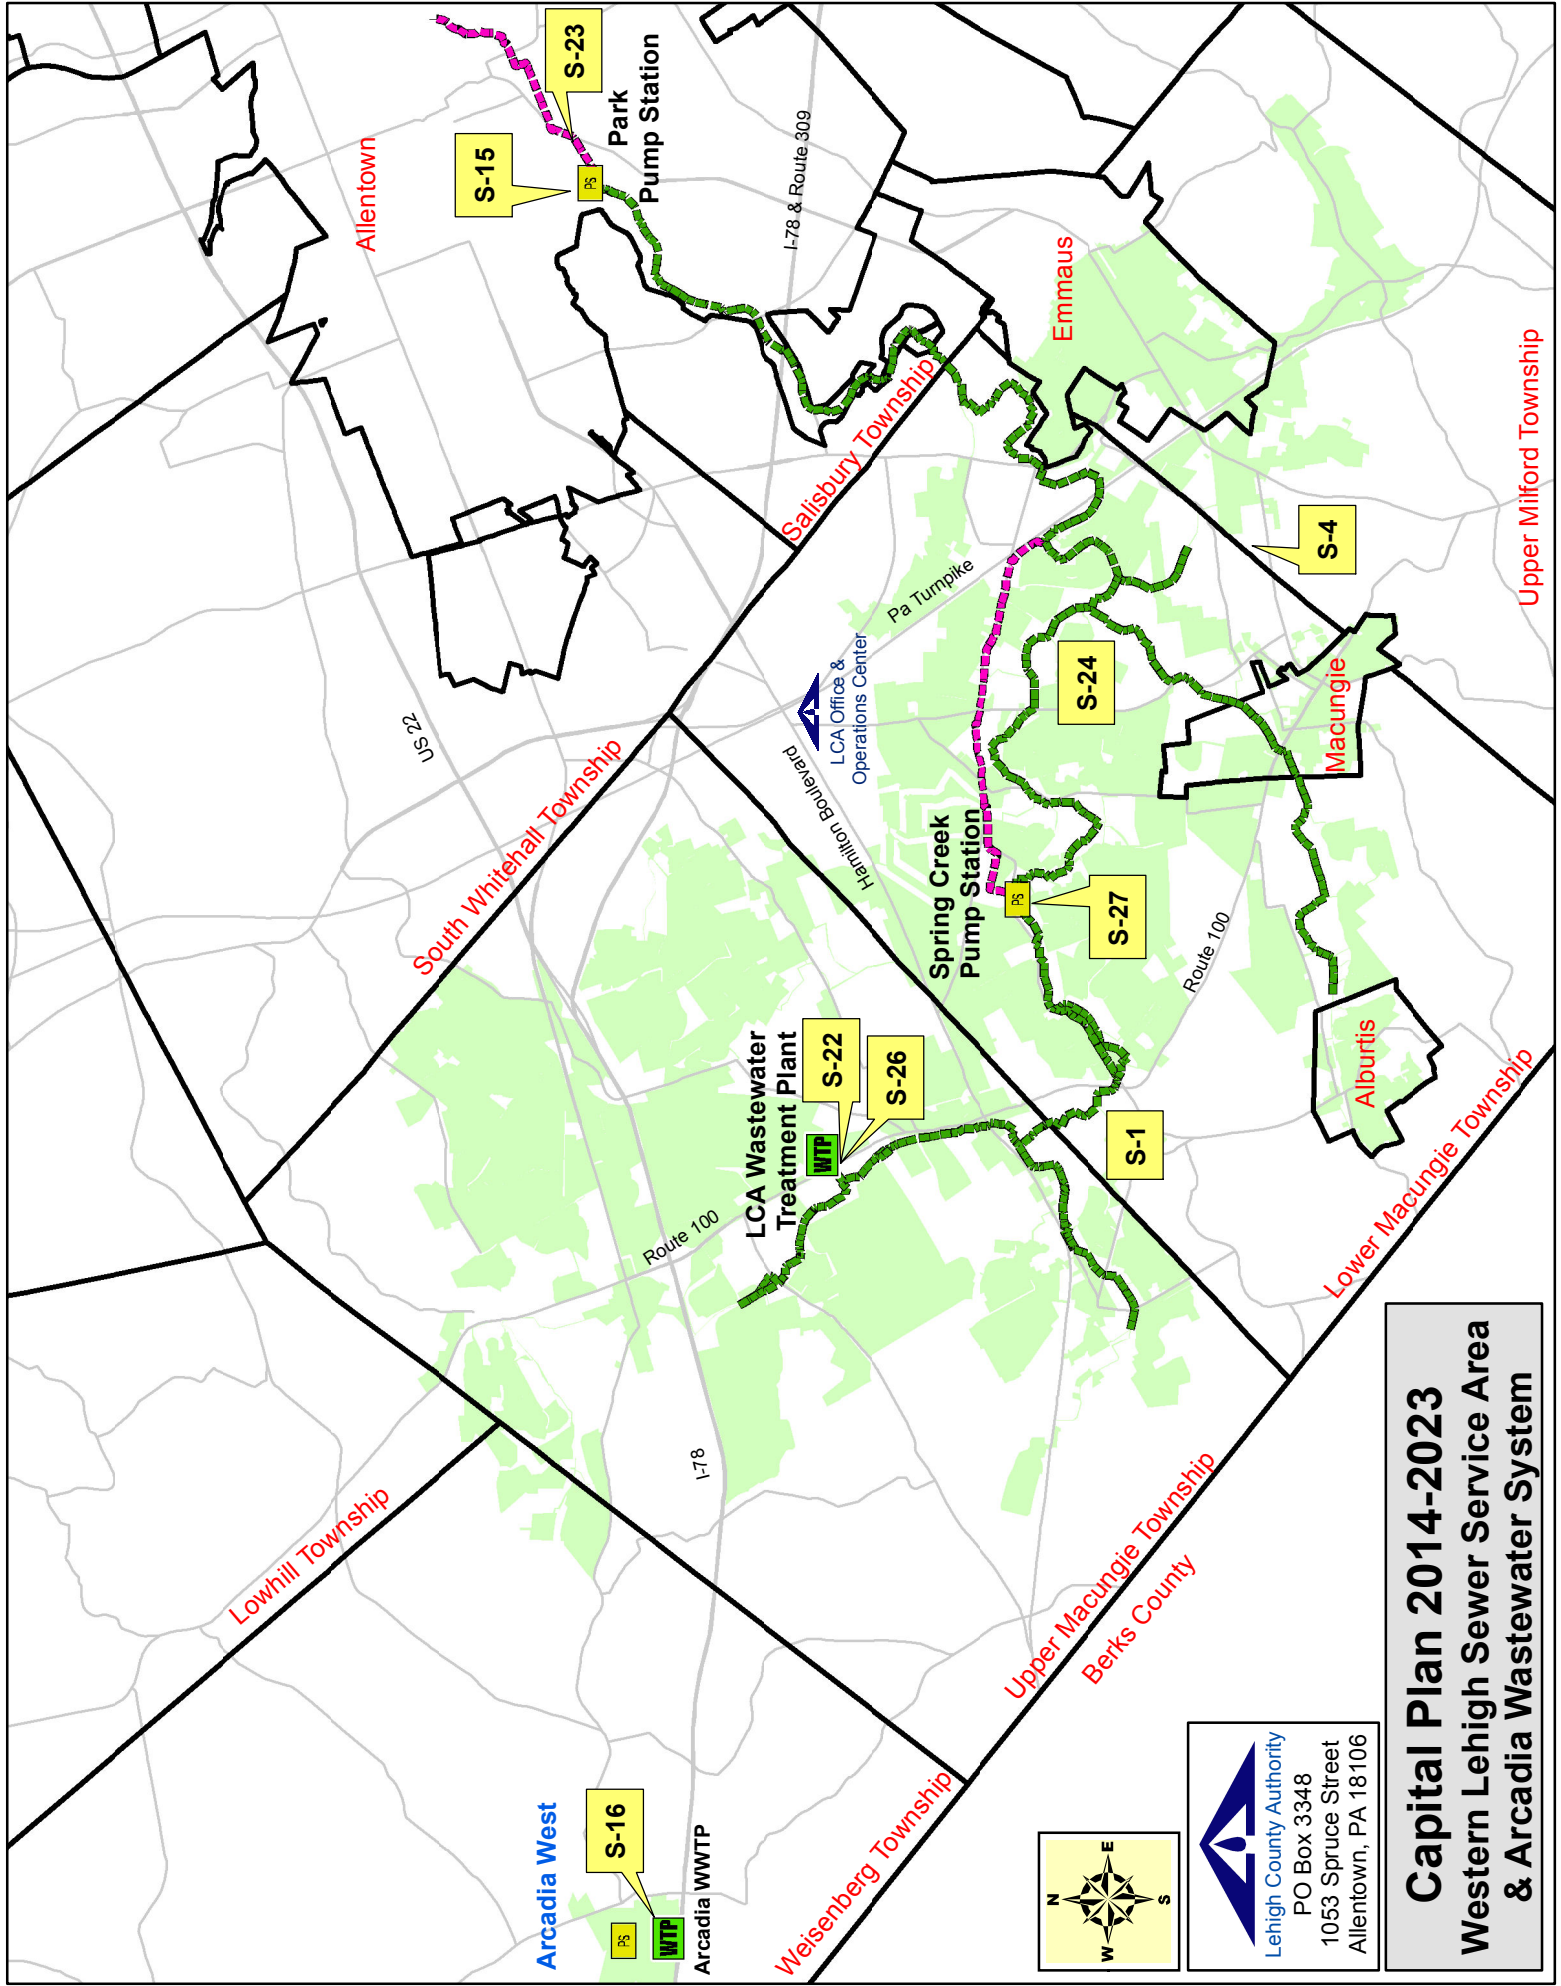 Capital Plan 2014-2023
Western Lehigh Sewer Service Area
& Arcadia Wastewater System
Lehigh County Authority
PO Box 3348
1053 Spruce Street
Allentown, PA 18106
N
W
E
S
Arcadia West
S-16
PS
WTP
Arcadia WWTP
Weisenberg Township
Lowhill Township
I-78
Upper Macungie Township
Berks County
Route 100
LCA Wastewater
Treatment Plant
WTP
S-22
S-26
S-1
Lower Macungie Township
Alburtis
South Whitehall Township
US 22
Hamilton Boulevard
LCA Office &
Operations Center
Spring Creek
Pump Station
PS
S-27
Route 100
S-24
Macungie
Pa Turnpike
Salisbury Township
S-4
Upper Milford Township
Emmaus
I-78 & Route 309
Allentown
S-15
PS
Park
Pump Station
S-23